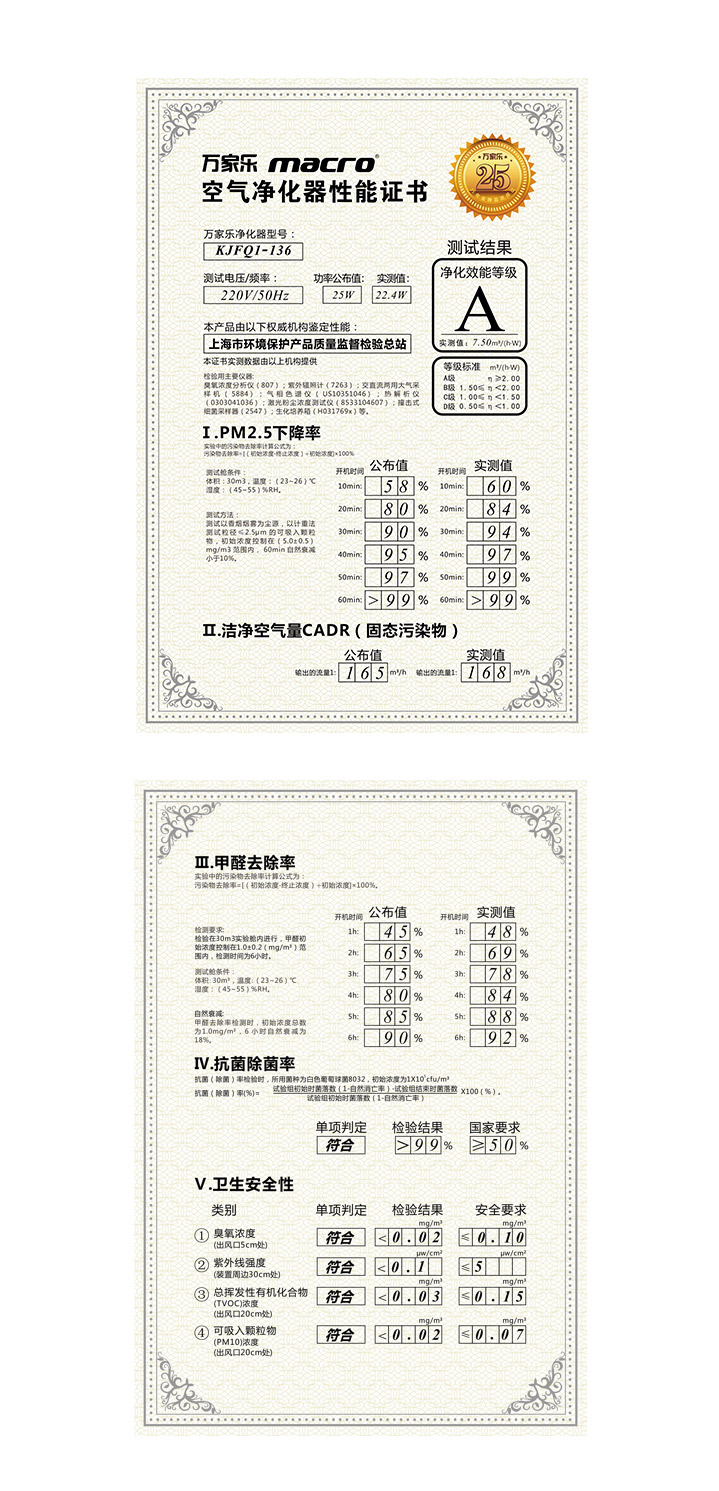 万家乐 macro®
空气净化器性能证书
★万家乐★
25
万家乐净化器型号：
KJFQ1-136
测试电压/频率： 功率公布值: 实测值:
220V/50Hz 25W 22.4W
本产品由以下权威机构鉴定性能：
上海市环境保护产品质量监督检验总站
本证书实测数据由以上机构提供
检验用主要仪器:
臭氧浓度分析仪（807）；紫外辐照计（7263）；交直流两用大气采
样机（5884）；气相色谱仪（US10351046）；热解析仪
（0303041036）；激光粉尘浓度测试仪（8533104607）；撞击式
细菌采样器（2547）；生化培养箱（H031769x）等。
测试结果
净化效能等级
A
实测值：7.50m³/(h·W)
等级标准 m³/(h·W)
A级 η≥2.00
B级 1.50≤η＜2.00
C级 1.00≤η＜1.50
D级 0.50≤η＜1.00
Ⅰ.PM2.5下降率
实验中的污染物去除率计算公式为：
污染物去除率=[（初始浓度-终止浓度）÷初始浓度]×100%
测试舱条件：
体积：30m3，温度：（23~26）℃
湿度：（45~55）%RH。
测试方法：
测试以香烟烟雾为尘源，以计重法
测试粒径≤2.5μm 的可吸入颗粒
物，初始浓度控制在（5.0±0.5）
mg/m3 范围内， 60min 自然衰减
小于10%。
开机时间 公布值 开机时间 实测值
10min: 58 % 10min: 60 %
20min: 80 % 20min: 84 %
30min: 90 % 30min: 94 %
40min: 95 % 40min: 97 %
50min: 97 % 50min: 99 %
60min: >99 % 60min: >99 %
Ⅱ.洁净空气量CADR（固态污染物）
公布值 实测值
输出的流量1: 165 m³/h 输出的流量1: 168 m³/h
Ⅲ.甲醛去除率
实验中的污染物去除率计算公式为：
污染物去除率=[（初始浓度-终止浓度）÷初始浓度]×100%。
检测要求:
检验在30m3实验舱内进行，甲醛初
始浓度控制在1.0±0.2（mg/m³）范
围内，检测时间为6小时。
测试舱条件：
体积: 30m³，温度:（23~26）℃
湿度：（45~55）%RH。
自然衰减:
甲醛去除率检测时，初始浓度总数
为1.0mg/m³，6 小时自然衰减为
18%。
开机时间 公布值 开机时间 实测值
1h: 45 % 1h: 48 %
2h: 65 % 2h: 69 %
3h: 75 % 3h: 78 %
4h: 80 % 4h: 84 %
5h: 85 % 5h: 88 %
6h: 90 % 6h: 92 %
Ⅳ.抗菌除菌率
抗菌（除菌）率检验时，所用菌种为白色葡萄球菌8032，初始浓度为1X10⁵cfu/m³
抗菌（除菌）率(%)= 试验组初始时菌落数（1-自然消亡率）-试验组结束时菌落数 X100（%）。
试验组初始时菌落数（1-自然消亡率）
单项判定 检验结果 国家要求
符合 >99 % ≥50 %
Ⅴ.卫生安全性
类别 单项判定 检验结果 安全要求
mg/m³ mg/m³
① 臭氧浓度 符合 <0.02 ≤0.10
(出风口5cm处)
μw/cm² μw/cm²
② 紫外线强度 符合 <0.1 ≤5
(装置周边30cm处)
mg/m³ mg/m³
③ 总挥发性有机化合物 符合 <0.03 ≤0.15
(TVOC)浓度
(出风口20cm处)
mg/m³ mg/m³
④ 可吸入颗粒物 符合 <0.02 ≤0.07
(PM10)浓度
(出风口20cm处)